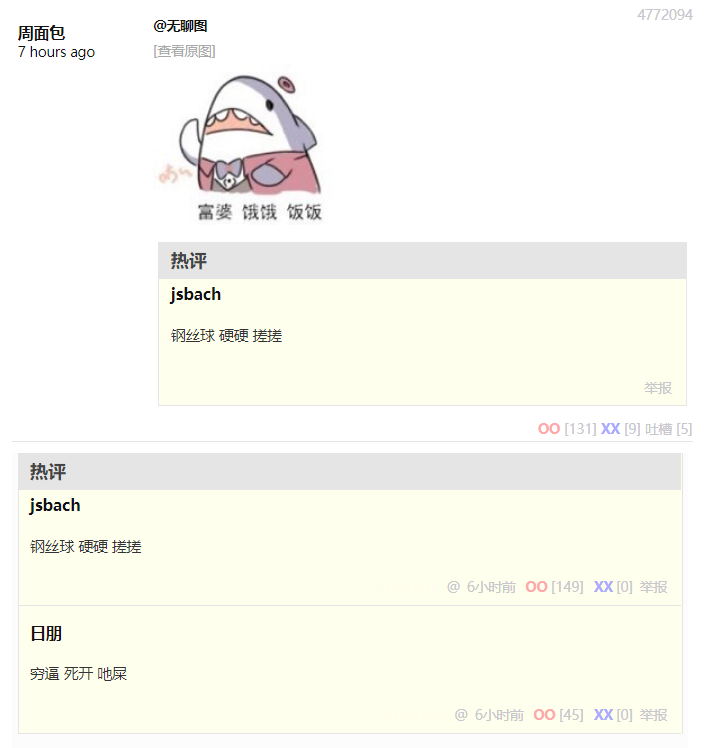 4772094
周面包
7 hours ago
@无聊图
[查看原图]
富婆 饿饿 饭饭
热评
jsbach
钢丝球 硬硬 搓搓
举报
OO [131] XX [9] 吐槽 [5]
热评
jsbach
钢丝球 硬硬 搓搓
@ 6小时前 OO [149] XX [0] 举报
日朋
穷逼 死开 吔屎
@ 6小时前 OO [45] XX [0] 举报